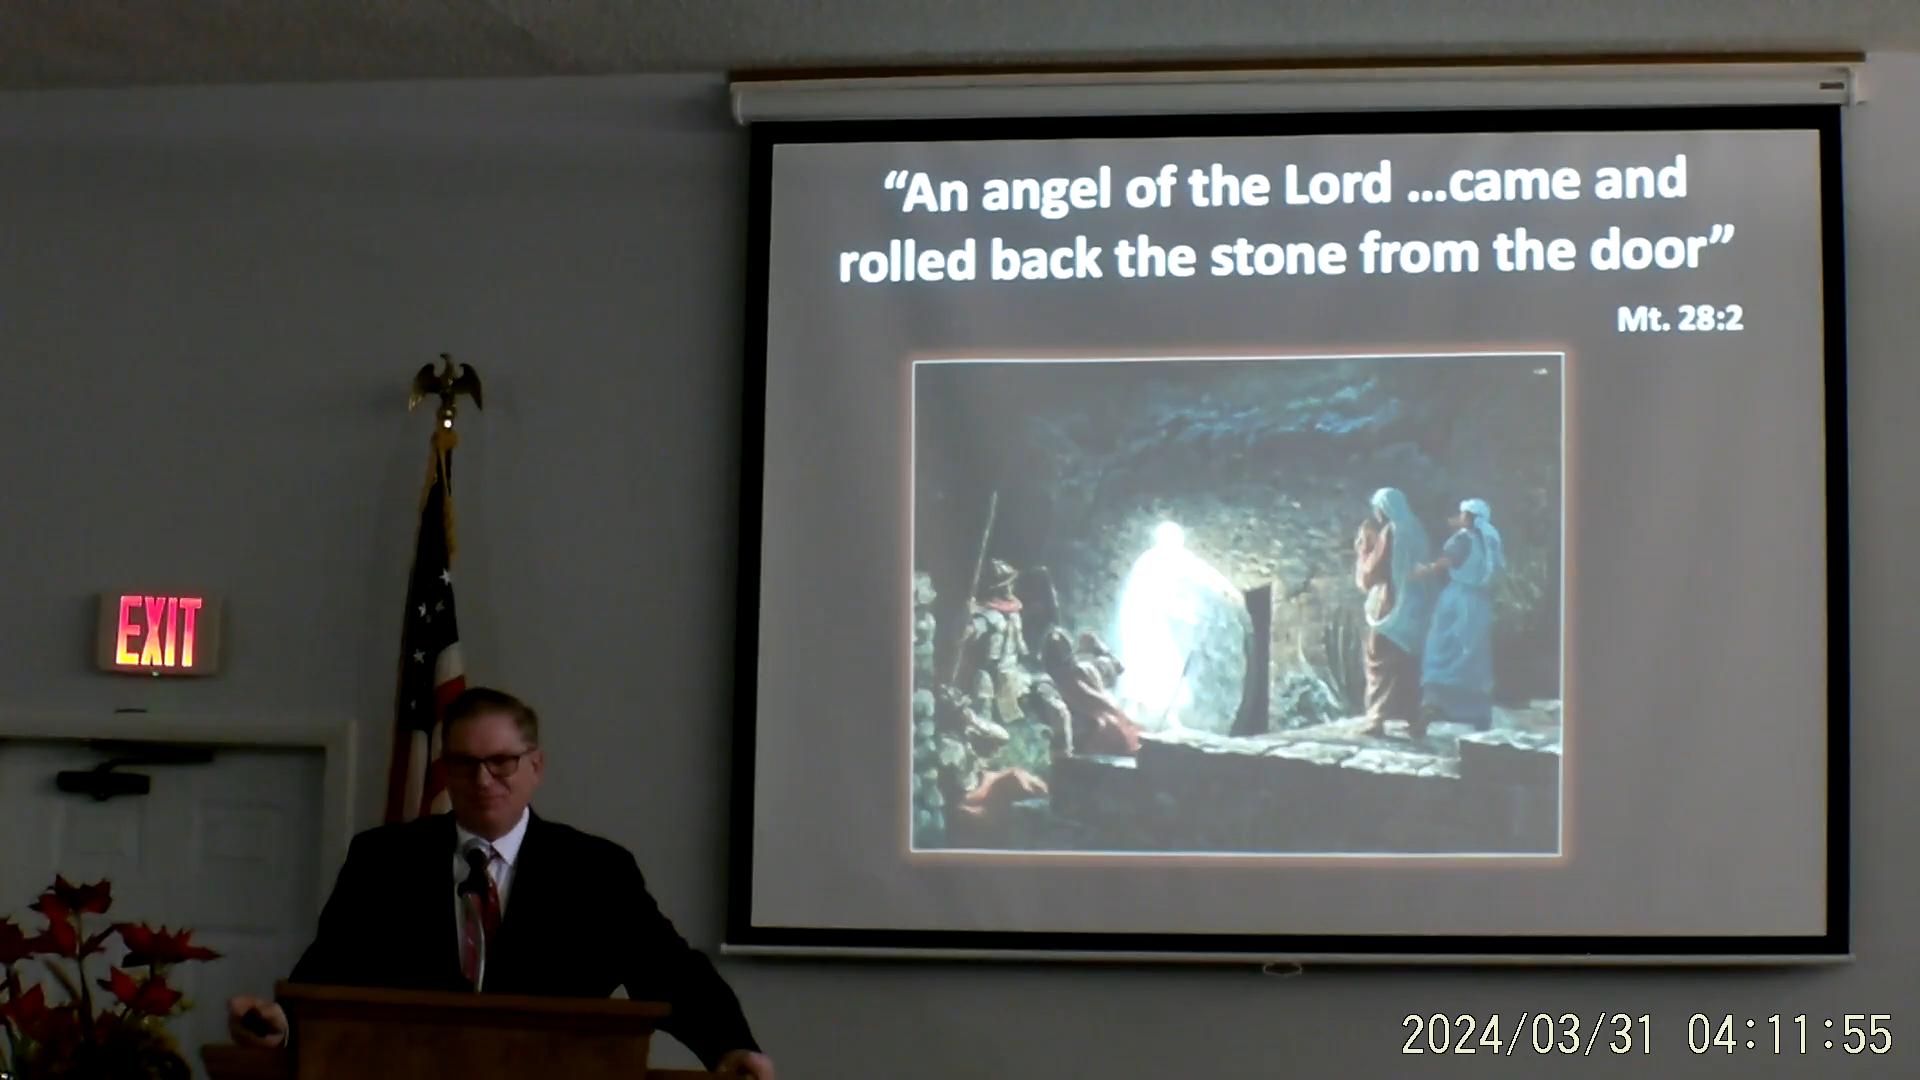 “An angel of the Lord ...came and
rolled back the stone from the door”
Mt. 28:2
EXIT
2024/03/31 04:11:55